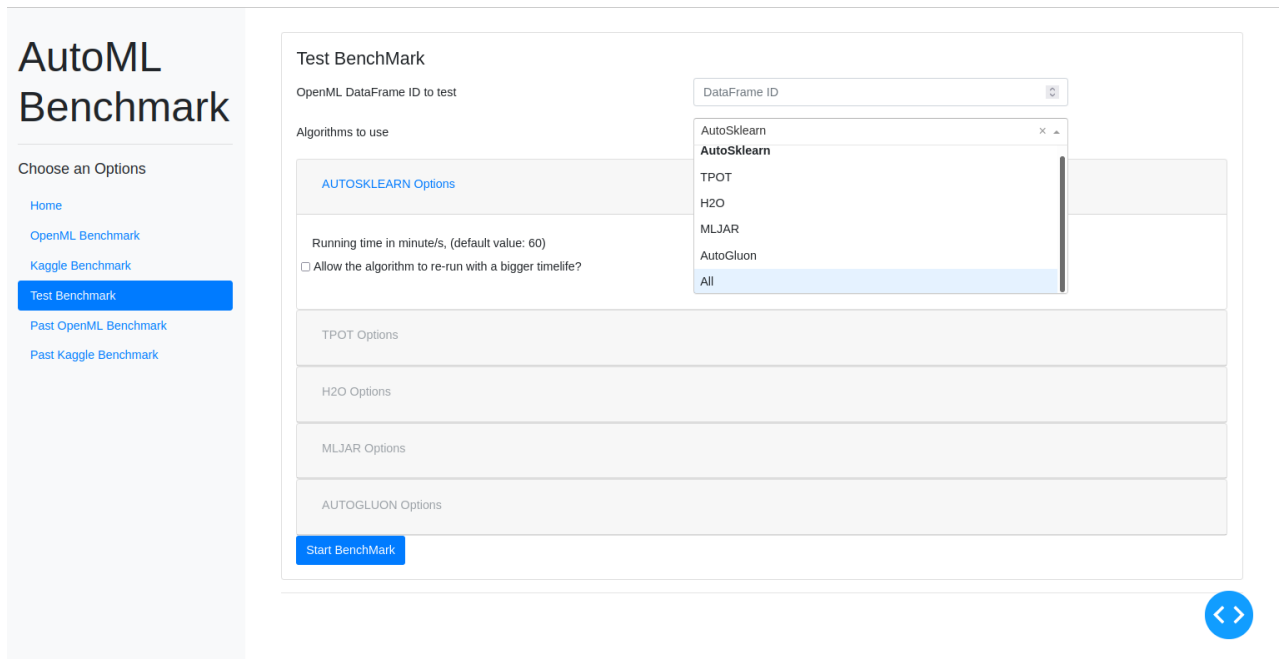 AutoML
Benchmark
Choose an Options
Home
OpenML Benchmark
Kaggle Benchmark
Test Benchmark
Past OpenML Benchmark
Past Kaggle Benchmark
Test BenchMark
OpenML DataFrame ID to test
DataFrame ID
Algorithms to use
AutoSklearn ×
AutoSklearn
TPOT
H2O
MLJAR
AutoGluon
All
AUTOSKLEARN Options
Running time in minute/s, (default value: 60)
Allow the algorithm to re-run with a bigger timelife?
TPOT Options
H2O Options
MLJAR Options
AUTOGLUON Options
Start BenchMark